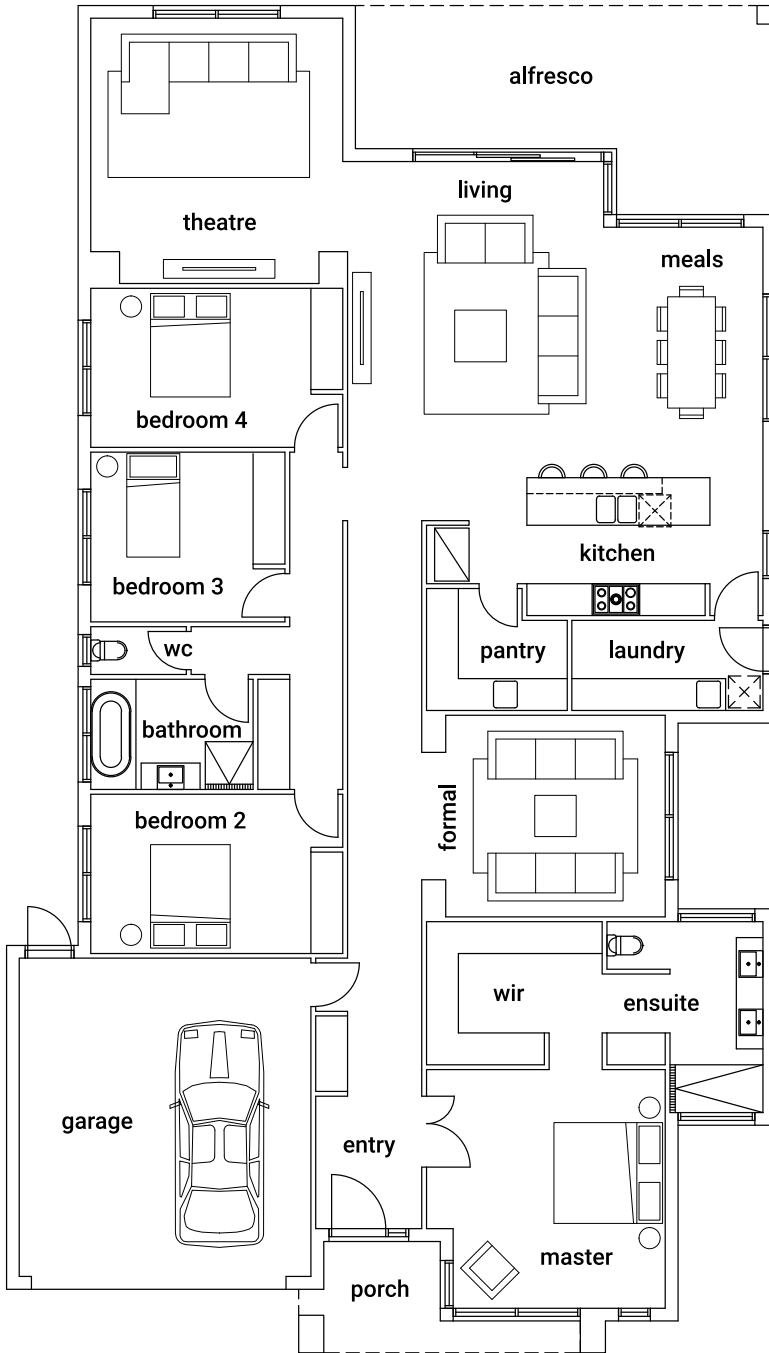 alfresco
living
theatre
meals
bedroom 4
kitchen
bedroom 3
wc
pantry
laundry
bathroom
bedroom 2
formal
wir
ensuite
garage
entry
master
porch